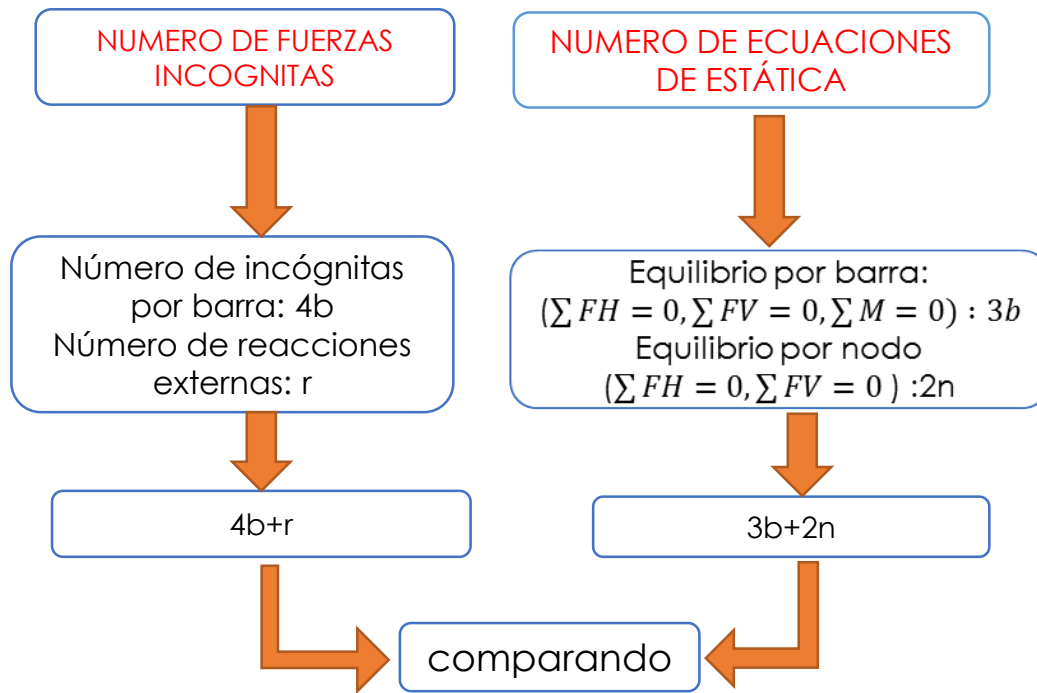 NUMERO DE FUERZAS
INCOGNITAS
NUMERO DE ECUACIONES
DE ESTÁTICA
Número de incógnitas
por barra: 4b
Número de reacciones
externas: r
Equilibrio por barra:
(∑ FH = 0, ∑ FV = 0, ∑ M = 0) : 3b
Equilibrio por nodo
(∑ FH = 0, ∑ FV = 0 ) :2n
4b+r
3b+2n
comparando